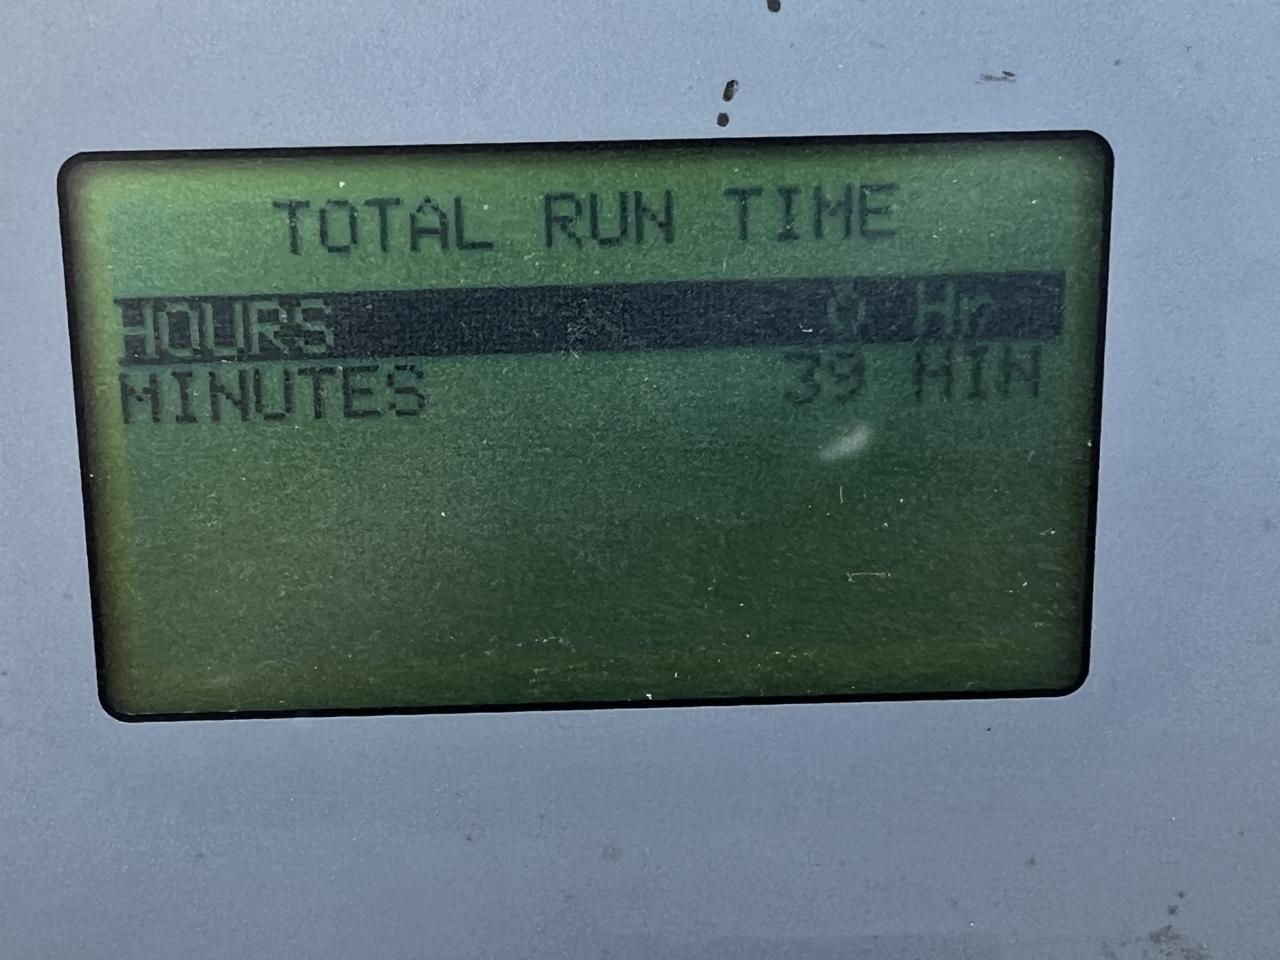 TOTAL RUN TIME
HOURS 0 Hr
MINUTES 39 MIN